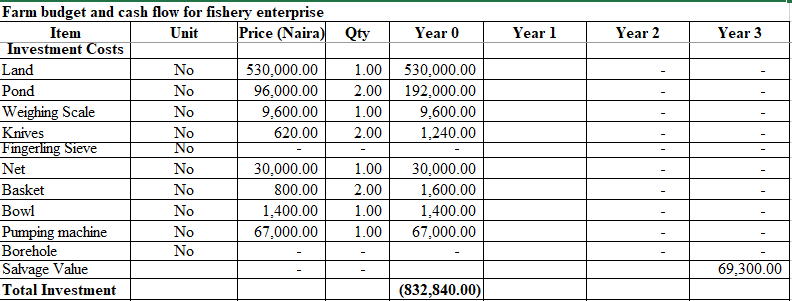 Farm budget and cash flow for fishery enterprise
Item Unit Price (Naira) Qty Year 0 Year 1 Year 2 Year 3
Investment Costs
Land No 530,000.00 1.00 530,000.00 - -
Pond No 96,000.00 2.00 192,000.00 - -
Weighing Scale No 9,600.00 1.00 9,600.00 - -
Knives No 620.00 2.00 1,240.00 - -
Fingerling Sieve No - - - - -
Net No 30,000.00 1.00 30,000.00 - -
Basket No 800.00 2.00 1,600.00 - -
Bowl No 1,400.00 1.00 1,400.00 - -
Pumping machine No 67,000.00 1.00 67,000.00 - -
Borehole No - - - - -
Salvage Value - - 69,300.00
Total Investment (832,840.00)